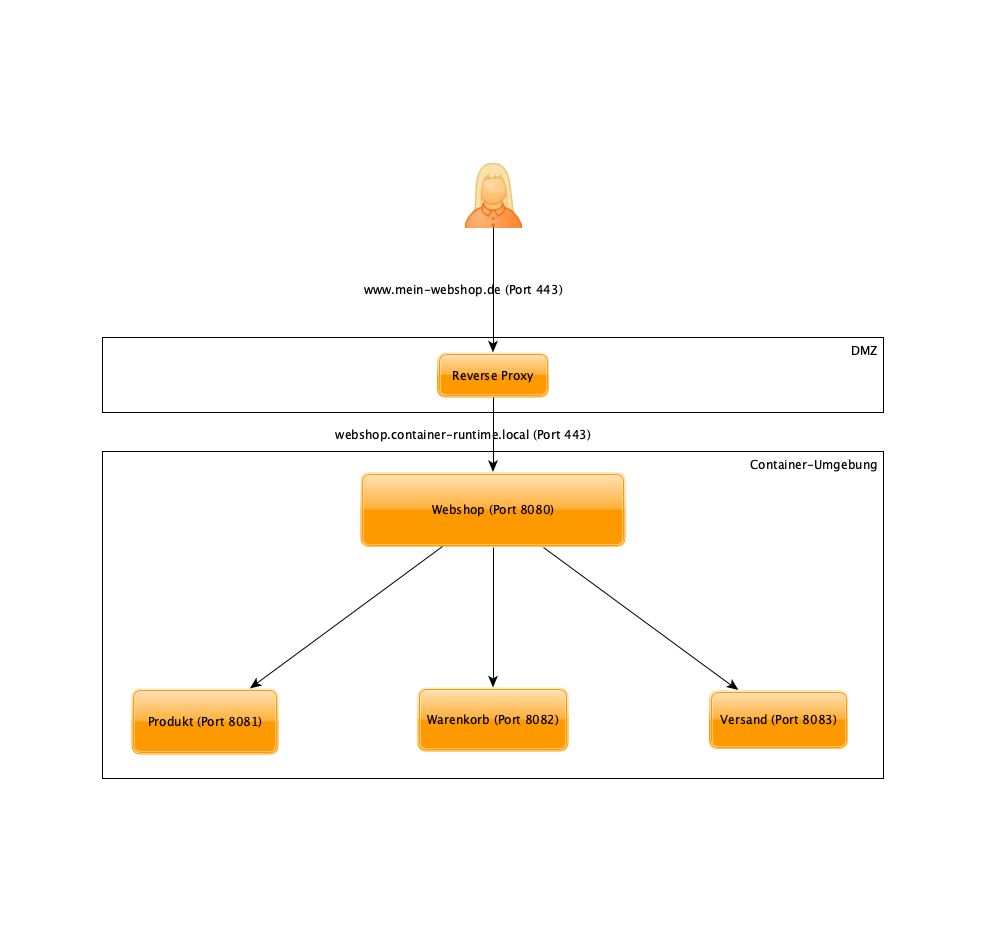 www.mein-webshop.de (Port 443)
DMZ
Reverse Proxy
webshop.container-runtime.local (Port 443)
Container-Umgebung
Webshop (Port 8080)
Produkt (Port 8081)
Warenkorb (Port 8082)
Versand (Port 8083)